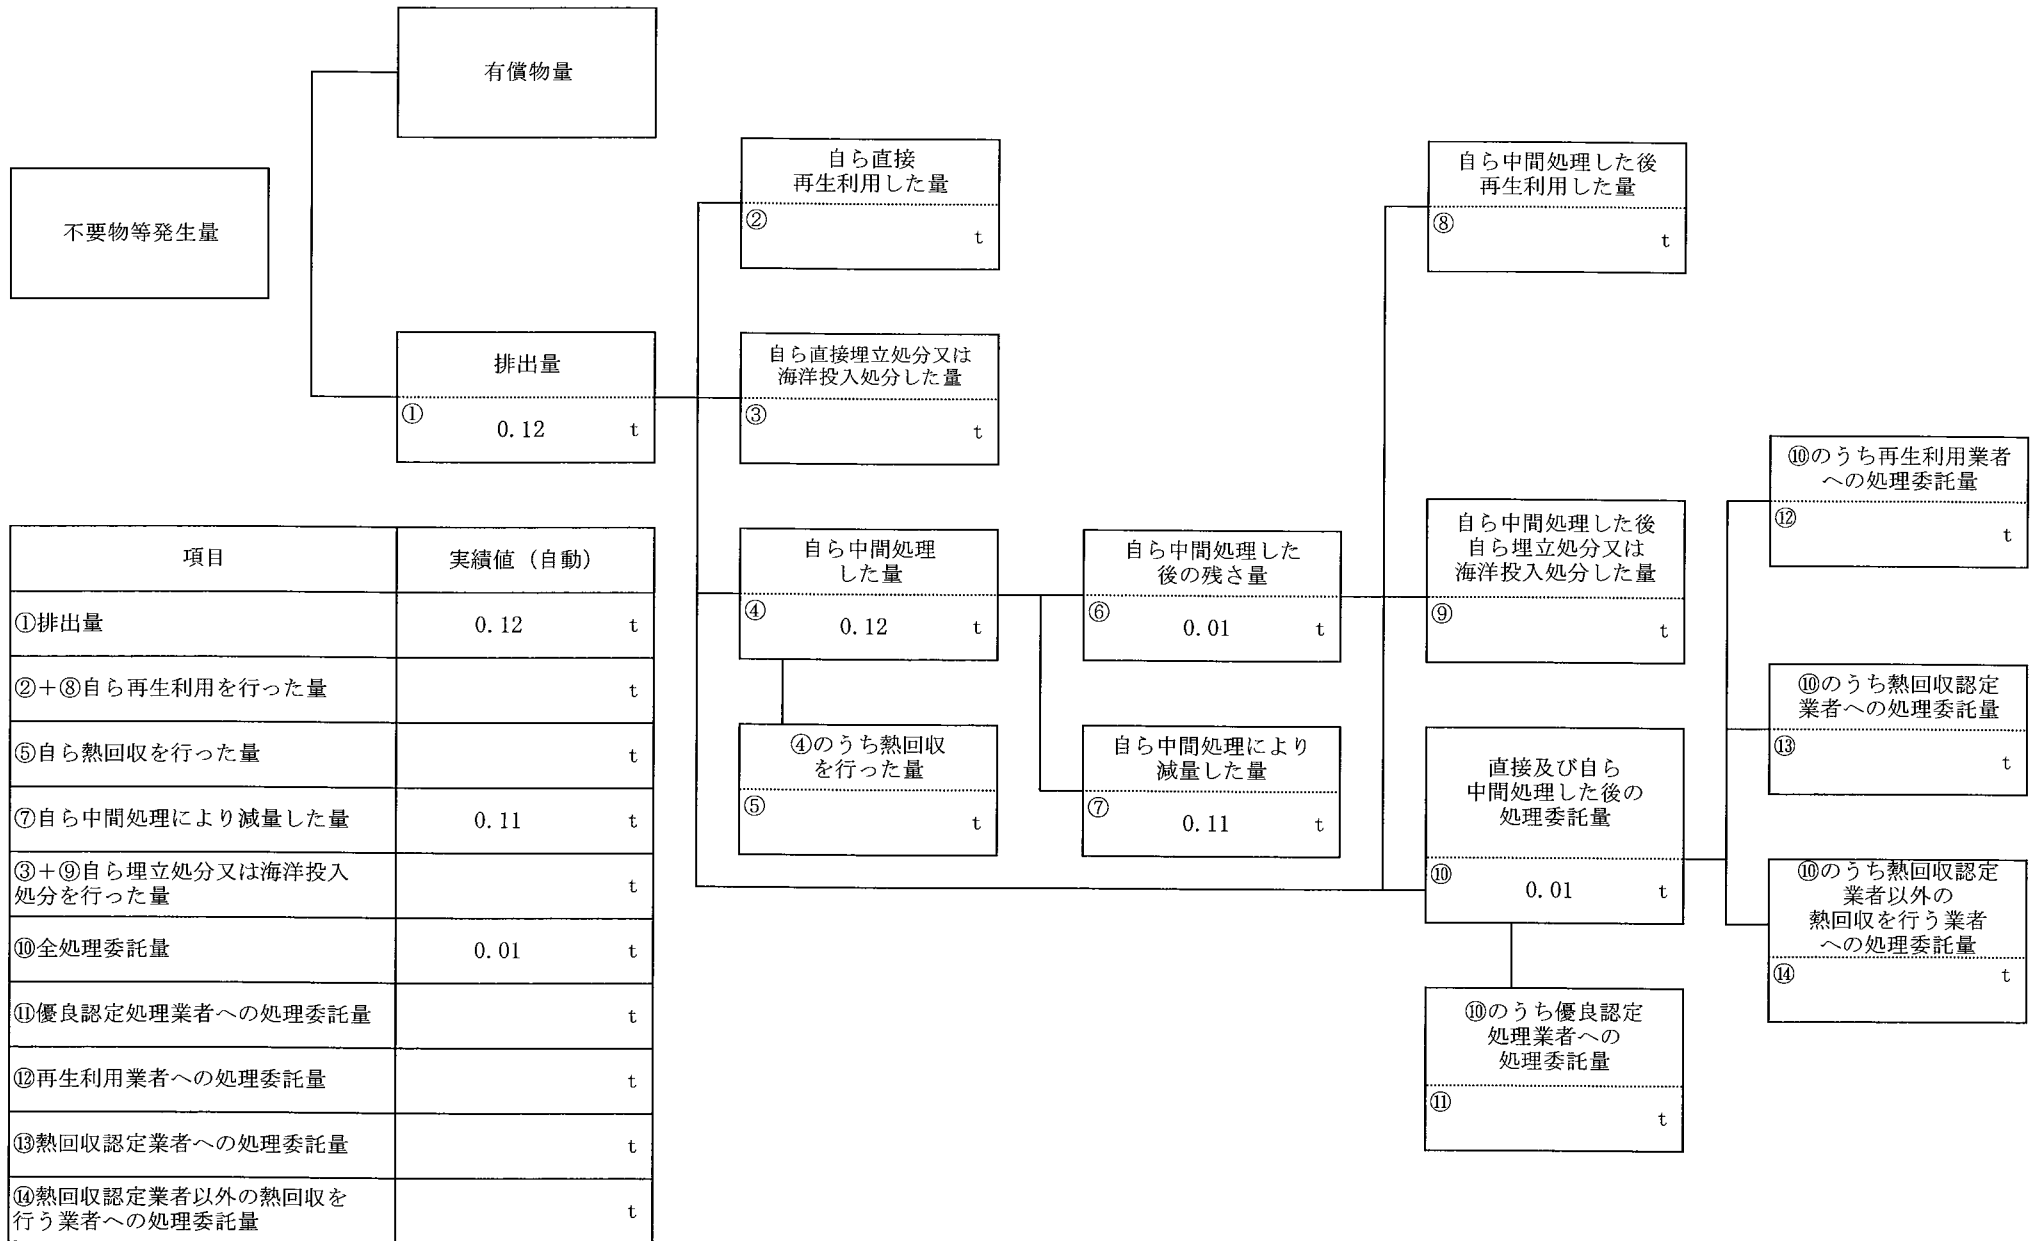 有償物量
不要物等発生量
排出量
①
0.12 t
自ら直接
再生利用した量
②
t
自ら直接埋立処分又は
海洋投入処分した量
③
t
自ら中間処理
した量
④
0.12 t
④のうち熱回収
を行った量
⑤
t
自ら中間処理した
後の残さ量
⑥
0.01 t
自ら中間処理により
減量した量
⑦
0.11 t
自ら中間処理した後
再生利用した量
⑧
t
自ら中間処理した後
自ら埋立処分又は
海洋投入処分した量
⑨
t
直接及び自ら
中間処理した後の
処理委託量
⑩
0.01 t
⑩のうち優良認定
処理業者への
処理委託量
⑪
t
⑩のうち再生利用業者
への処理委託量
⑫
t
⑩のうち熱回収認定
業者への処理委託量
⑬
t
⑩のうち熱回収認定
業者以外の
熱回収を行う業者
への処理委託量
⑭
t
項目 実績値（自動）
①排出量 0.12 t
②＋⑧自ら再生利用を行った量 t
⑤自ら熱回収を行った量 t
⑦自ら中間処理により減量した量 0.11 t
③＋⑨自ら埋立処分又は海洋投入
処分を行った量 t
⑩全処理委託量 0.01 t
⑪優良認定処理業者への処理委託量 t
⑫再生利用業者への処理委託量 t
⑬熱回収認定業者への処理委託量 t
⑭熱回収認定業者以外の熱回収を
行う業者への処理委託量 t